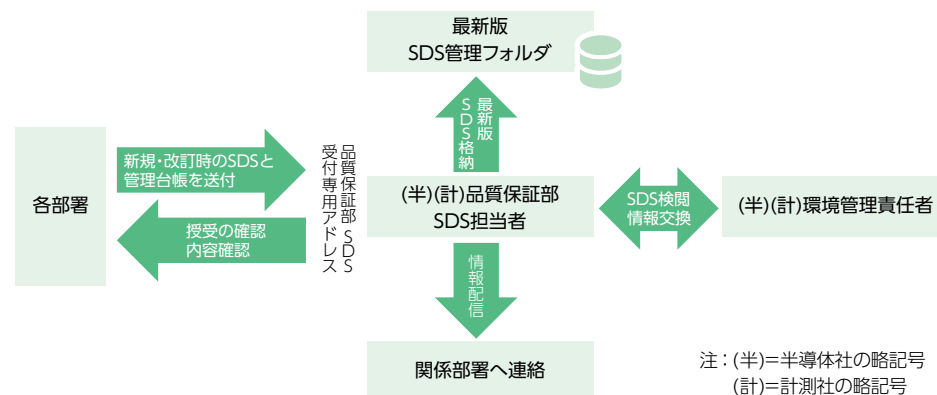 最新版
SDS管理フォルダ
最新版
SDS格納
各部署
新規・改訂時のSDSと
管理台帳を送付
授受の確認
内容確認
品質保証部 SDS
受付専用アドレス
(半)(計)品質保証部
SDS担当者
SDS検閲
情報交換
(半)(計)環境管理責任者
情報配信
関係部署へ連絡
注：(半)=半導体社の略記号
(計)=計測社の略記号